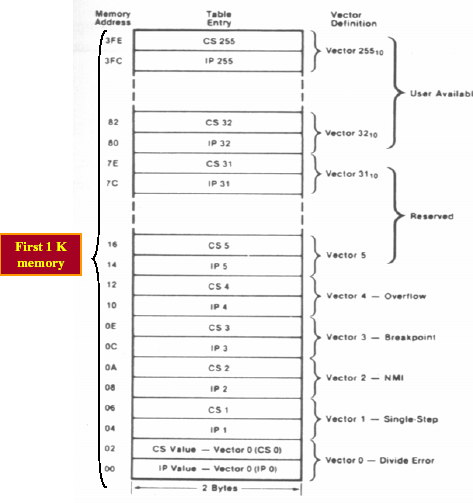 Memory Address Table Entry Vector Definition
3FE CS 255
3FC IP 255
Vector 255₁₀
User Availabl
82 CS 32
80 IP 32
Vector 32₁₀
7E CS 31
7C IP 31
Vector 31₁₀
Reserved
First 1 K
memory
16 CS 5
14 IP 5
Vector 5
12 CS 4
10 IP 4
Vector 4 — Overflow
0E CS 3
0C IP 3
Vector 3 — Breakpoint
0A CS 2
08 IP 2
Vector 2 — NMI
06 CS 1
04 IP 1
Vector 1 — Single-Step
02 CS Value — Vector 0 (CS 0)
00 IP Value — Vector 0 (IP 0)
Vector 0 — Divide Error
2 Bytes